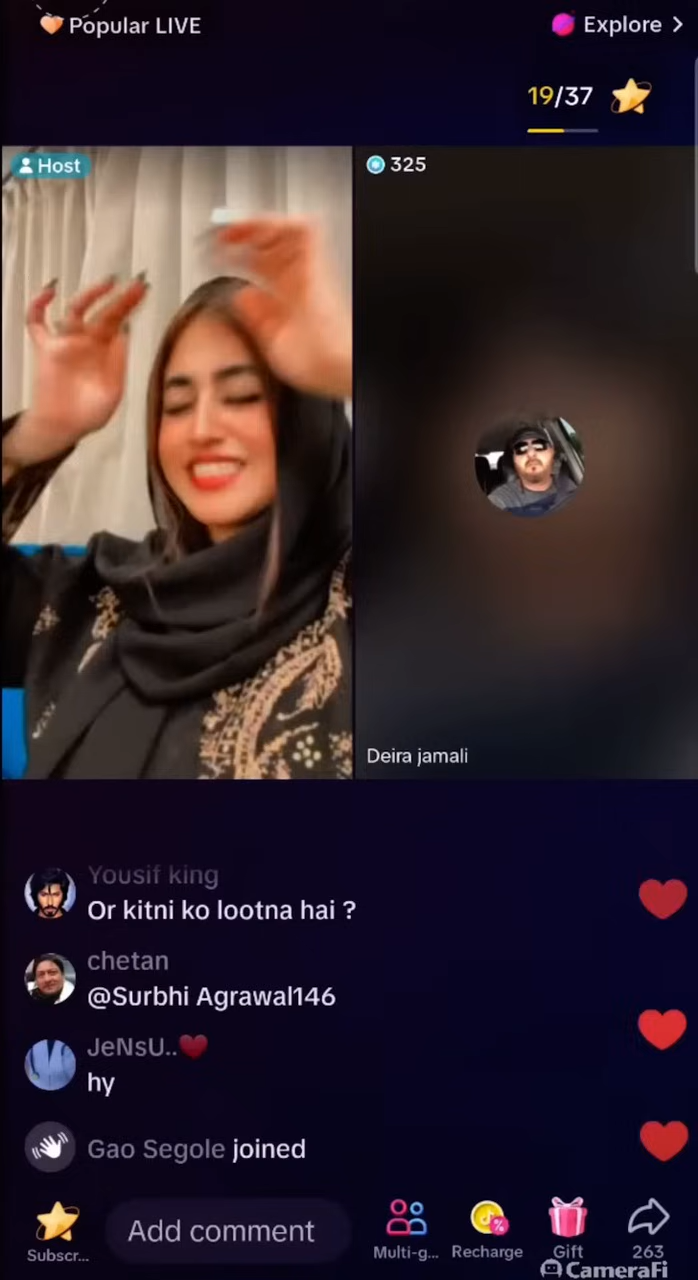 Popular LIVE
Explore >
19/37
Host
325
Deira jamali
Yousif king
Or kitni ko lootna hai ?
chetan
@Surbhi Agrawal146
JeNsU..❤️
hy
Gao Segole joined
Add comment
Subscr...
Multi-g...
Recharge
Gift
263
CameraFi